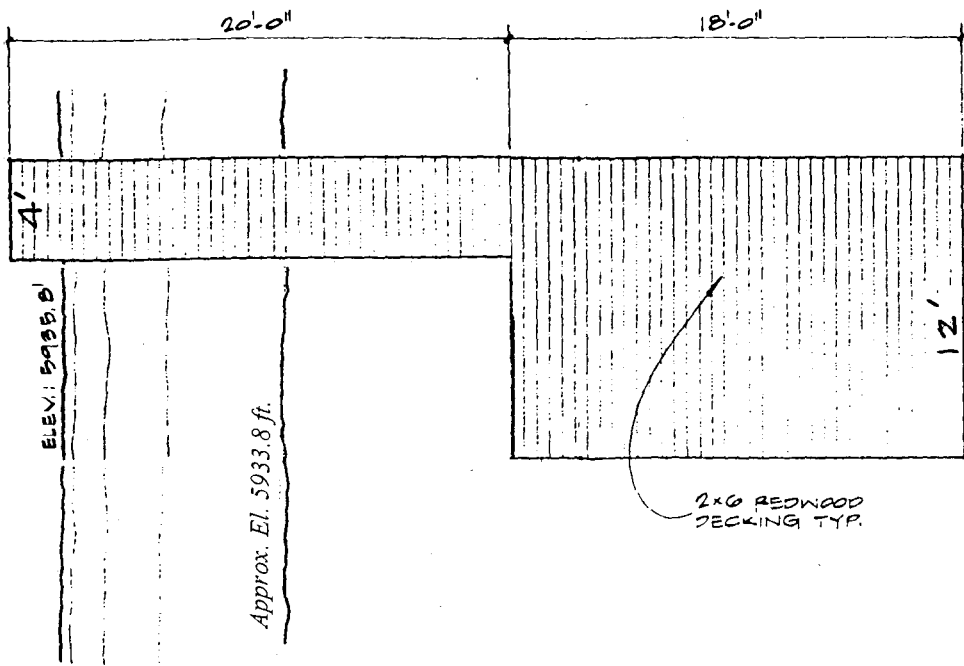 20'-0"
18'-0"
4'
12'
ELEV.: 5935.8'
Approx. El. 5933.8 ft.
2x6 REDWOOD
DECKING TYP.